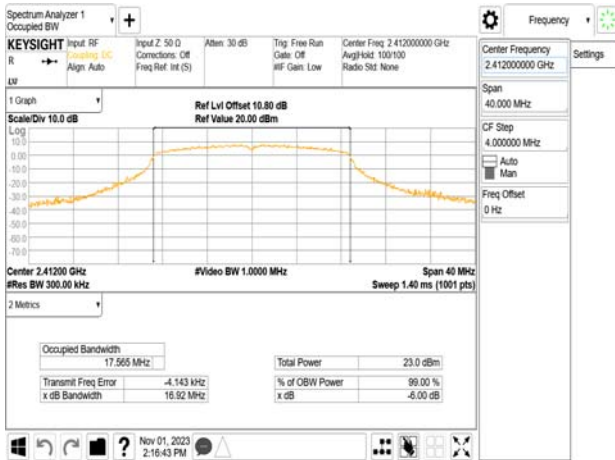 Spectrum Analyzer 1
Occupied BW
Frequency
KEYSIGHT
Input: RF
Coupling: DC
Align: Auto
Input Z: 50 Ω
Corrections: Off
Freq Ref: Int (S)
Atten: 30 dB
Trig: Free Run
Gate: Off
#IF Gain: Low
Center Freq: 2.412000000 GHz
Avg|Hold: 100/100
Radio Std: None
R
Center Frequency
2.412000000 GHz
Settings
Span
40.000 MHz
CF Step
4.000000 MHz
Auto
Man
Freq Offset
0 Hz
1 Graph
Scale/Div 10.0 dB
Ref Lvl Offset 10.80 dB
Ref Value 20.00 dBm
Log
10.0
0.00
-10.0
-20.0
-30.0
-40.0
-50.0
-60.0
-70.0
Center 2.41200 GHz
#Video BW 1.0000 MHz
Span 40 MHz
#Res BW 300.00 kHz
Sweep 1.40 ms (1001 pts)
2 Metrics
Occupied Bandwidth
17.565 MHz
Total Power 23.0 dBm
Transmit Freq Error -4.143 kHz
% of OBW Power 99.00 %
x dB Bandwidth 16.92 MHz
x dB -6.00 dB
Nov 01, 2023
2:16:43 PM